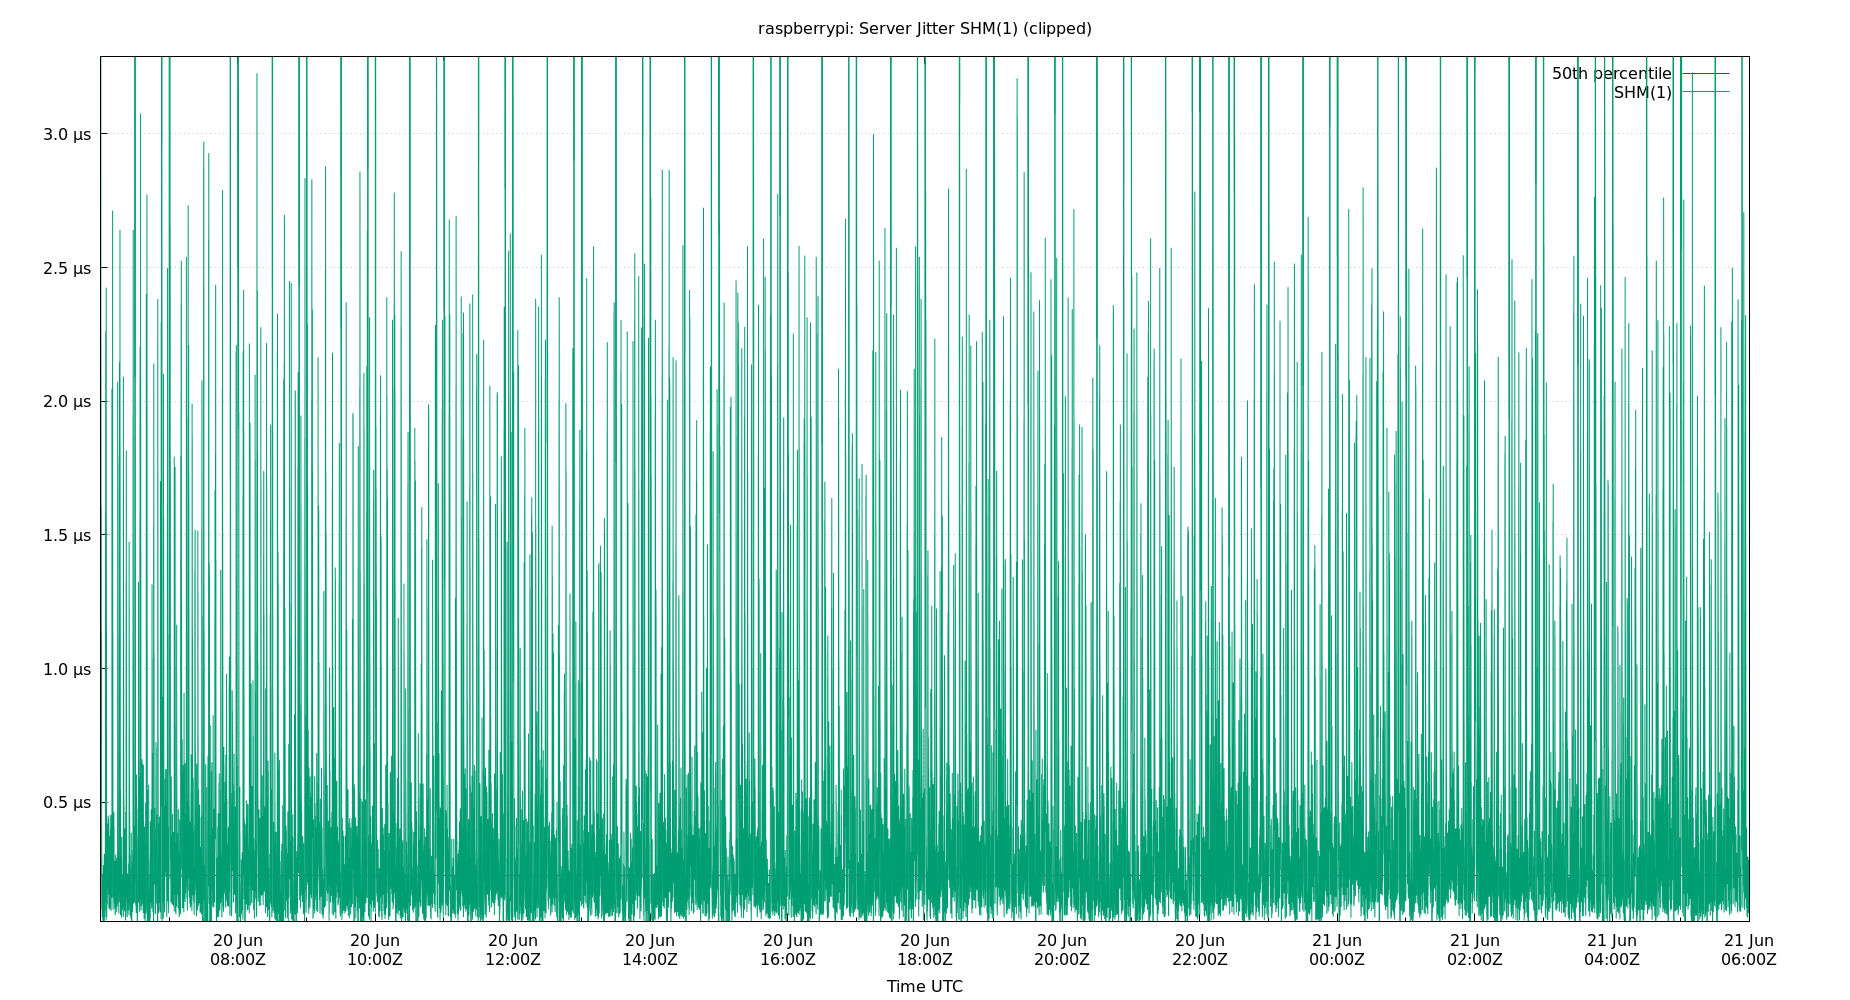 raspberrypi: Server Jitter SHM(1) (clipped)
50th percentile
SHM(1)
3.0 µs
2.5 µs
2.0 µs
1.5 µs
1.0 µs
0.5 µs
20 Jun 20 Jun 20 Jun 20 Jun 20 Jun 20 Jun 20 Jun 20 Jun 21 Jun 21 Jun 21 Jun 21 Jun
08:00Z 10:00Z 12:00Z 14:00Z 16:00Z 18:00Z 20:00Z 22:00Z 00:00Z 02:00Z 04:00Z 06:00Z
Time UTC